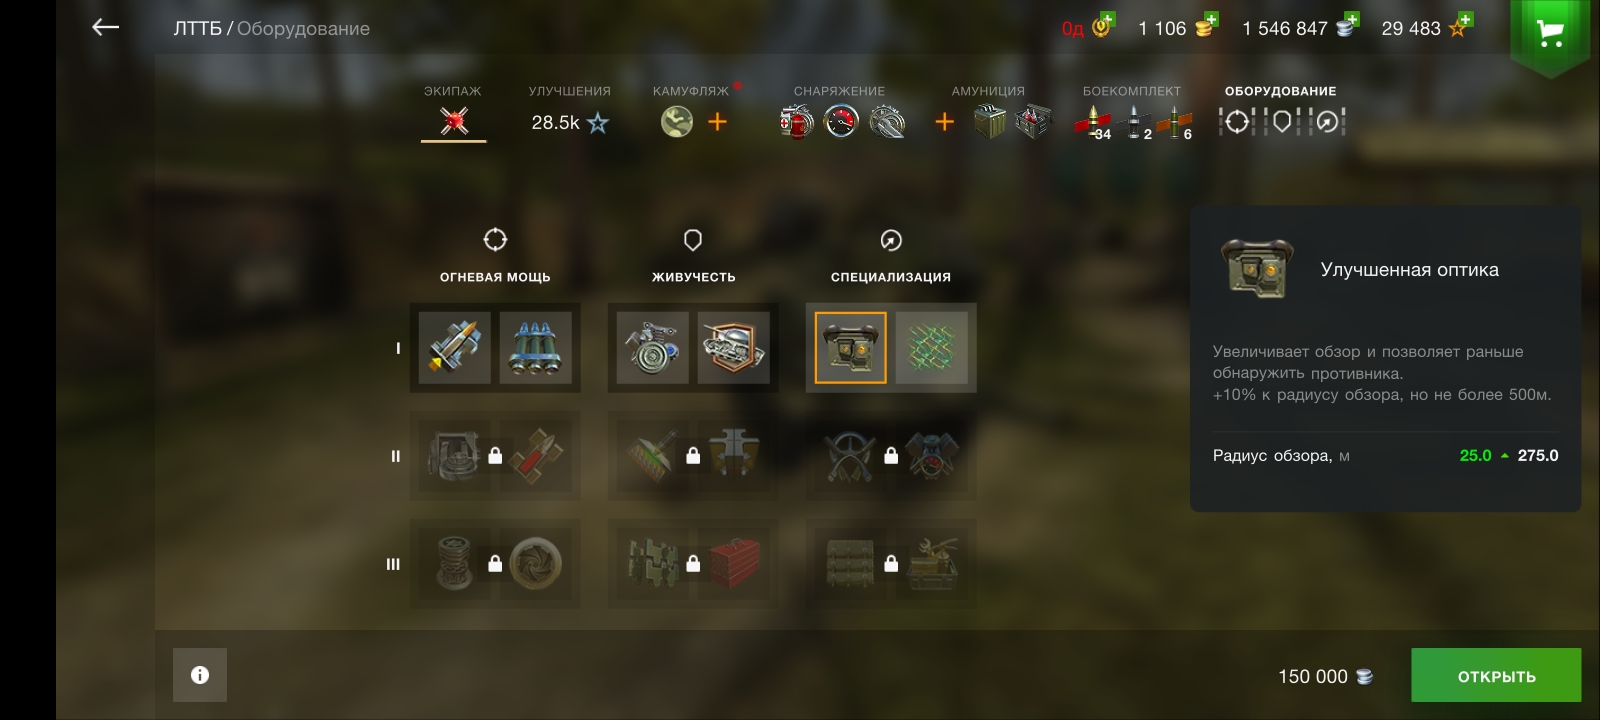 ЛТТБ / Оборудование
0д
1 106
1 546 847
29 483
ЭКИПАЖ
УЛУЧШЕНИЯ
КАМУФЛЯЖ
СНАРЯЖЕНИЕ
АМУНИЦИЯ
БОЕКОМПЛЕКТ
ОБОРУДОВАНИЕ
28.5k
34
2
6
ОГНЕВАЯ МОЩЬ
ЖИВУЧЕСТЬ
СПЕЦИАЛИЗАЦИЯ
I
II
III
Улучшенная оптика
Увеличивает обзор и позволяет раньше
обнаружить противника.
+10% к радиусу обзора, но не более 500м.
Радиус обзора, м 25.0 275.0
150 000
ОТКРЫТЬ